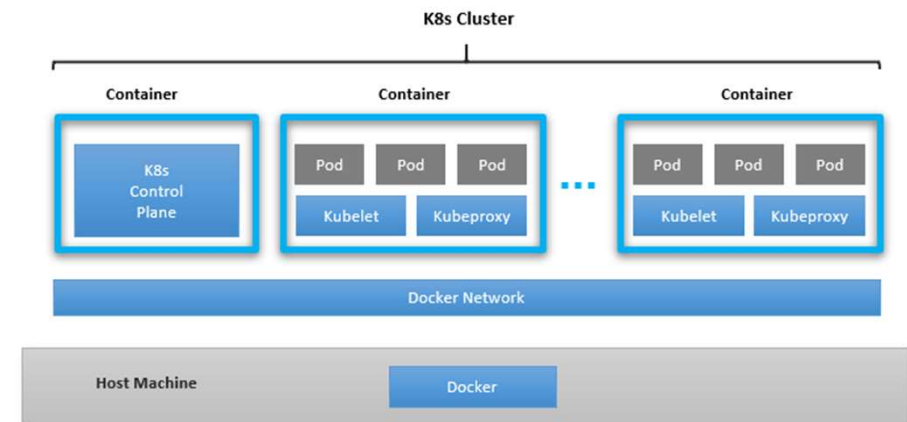 K8s Cluster
Container
Container
Container
K8s
Control
Plane
Pod
Pod
Pod
Kubelet
Kubeproxy
...
Pod
Pod
Pod
Kubelet
Kubeproxy
Docker Network
Host Machine
Docker